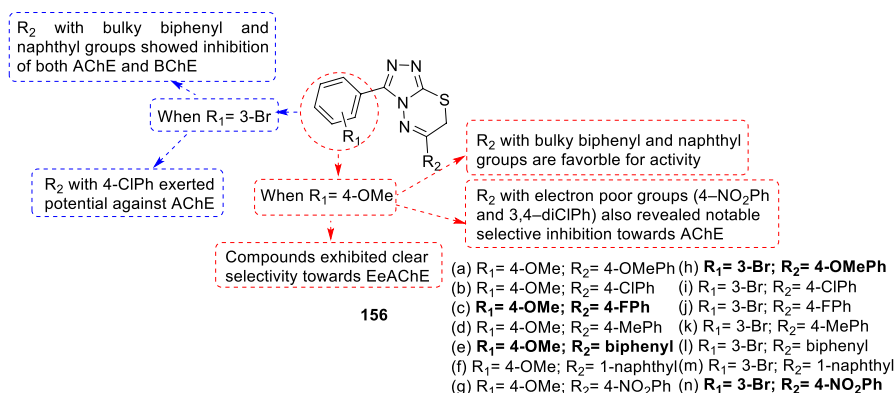 R2 with bulky biphenyl and
naphthyl groups showed inhibition
of both AChE and BChE
When R1= 3-Br
R2 with 4-ClPh exerted
potential against AChE
N N
N
S
N
R1
R2
When R1= 4-OMe
R2 with bulky biphenyl and naphthyl
groups are favorble for activity
R2 with electron poor groups (4–NO2Ph
and 3,4–diClPh) also revealed notable
selective inhibition towards AChE
Compounds exhibited clear
selectivity towards EeAChE
156
(a) R1= 4-OMe; R2= 4-OMePh
(b) R1= 4-OMe; R2= 4-ClPh
(c) R1= 4-OMe; R2= 4-FPh
(d) R1= 4-OMe; R2= 4-MePh
(e) R1= 4-OMe; R2= biphenyl
(f) R1= 4-OMe; R2= 1-naphthyl
(g) R1= 4-OMe; R2= 4-NO2Ph
(h) R1= 3-Br; R2= 4-OMePh
(i) R1= 3-Br; R2= 4-ClPh
(j) R1= 3-Br; R2= 4-FPh
(k) R1= 3-Br; R2= 4-MePh
(l) R1= 3-Br; R2= biphenyl
(m) R1= 3-Br; R2= 1-naphthyl
(n) R1= 3-Br; R2= 4-NO2Ph